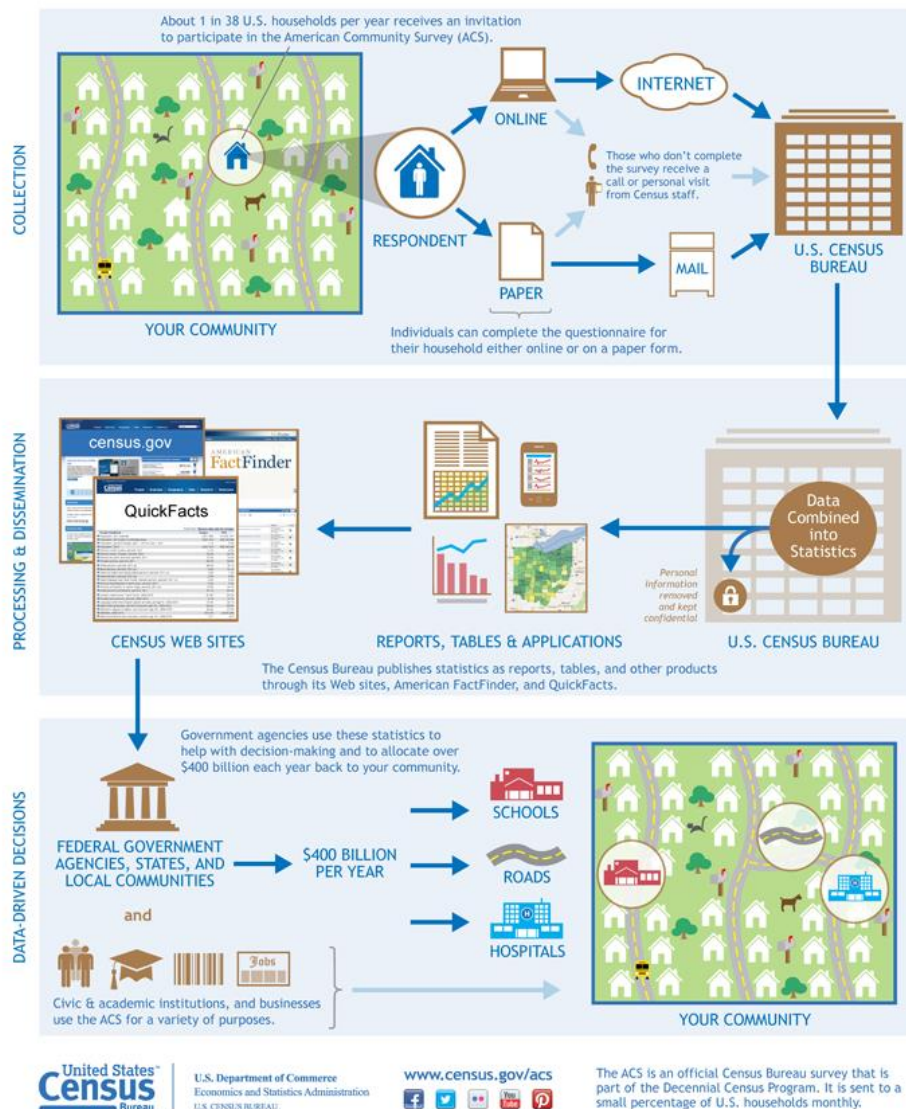 About 1 in 38 U.S. households per year receives an invitation
to participate in the American Community Survey (ACS).
COLLECTION
YOUR COMMUNITY
RESPONDENT
ONLINE
INTERNET
Those who don't complete
the survey receive a
call or personal visit
from Census staff.
PAPER
MAIL
U.S. CENSUS
BUREAU
Individuals can complete the questionnaire for
their household either online or on a paper form.
PROCESSING & DISSEMINATION
census.gov
AMERICAN
FactFinder
Census
QuickFacts
CENSUS WEB SITES
REPORTS, TABLES & APPLICATIONS
Data
Combined
into
Statistics
Personal
Information
removed
and kept
confidential
U.S. CENSUS BUREAU
The Census Bureau publishes statistics as reports, tables, and other products
through its Web sites, American FactFinder, and QuickFacts.
DATA-DRIVEN DECISIONS
Government agencies use these statistics to
help with decision-making and to allocate over
$400 billion each year back to your community.
FEDERAL GOVERNMENT
AGENCIES, STATES, AND
LOCAL COMMUNITIES
$400 BILLION
PER YEAR
SCHOOLS
ROADS
H
HOSPITALS
and
Jobs
Civic & academic institutions, and businesses
use the ACS for a variety of purposes.
H
YOUR COMMUNITY
United States™
Census
Bureau
U.S. Department of Commerce
Economics and Statistics Administration
U.S. CENSUS BUREAU
www.census.gov/acs
You
Tube
The ACS is an official Census Bureau survey that is
part of the Decennial Census Program. It is sent to a
small percentage of U.S. households monthly.